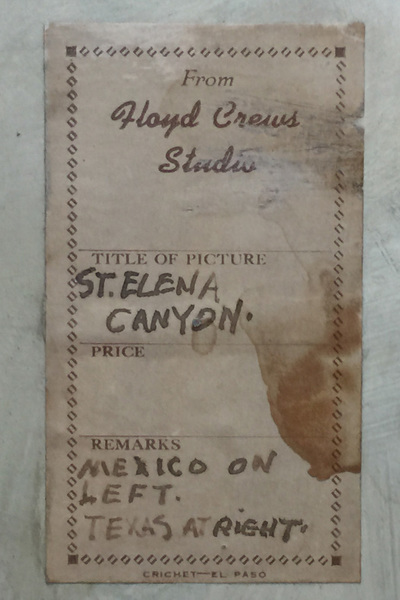 From
Floyd Crews
Studio
TITLE OF PICTURE
ST. ELENA
CANYON.
PRICE
REMARKS
MEXICO ON
LEFT.
TEXAS AT RIGHT.
CRICHET—EL PASO